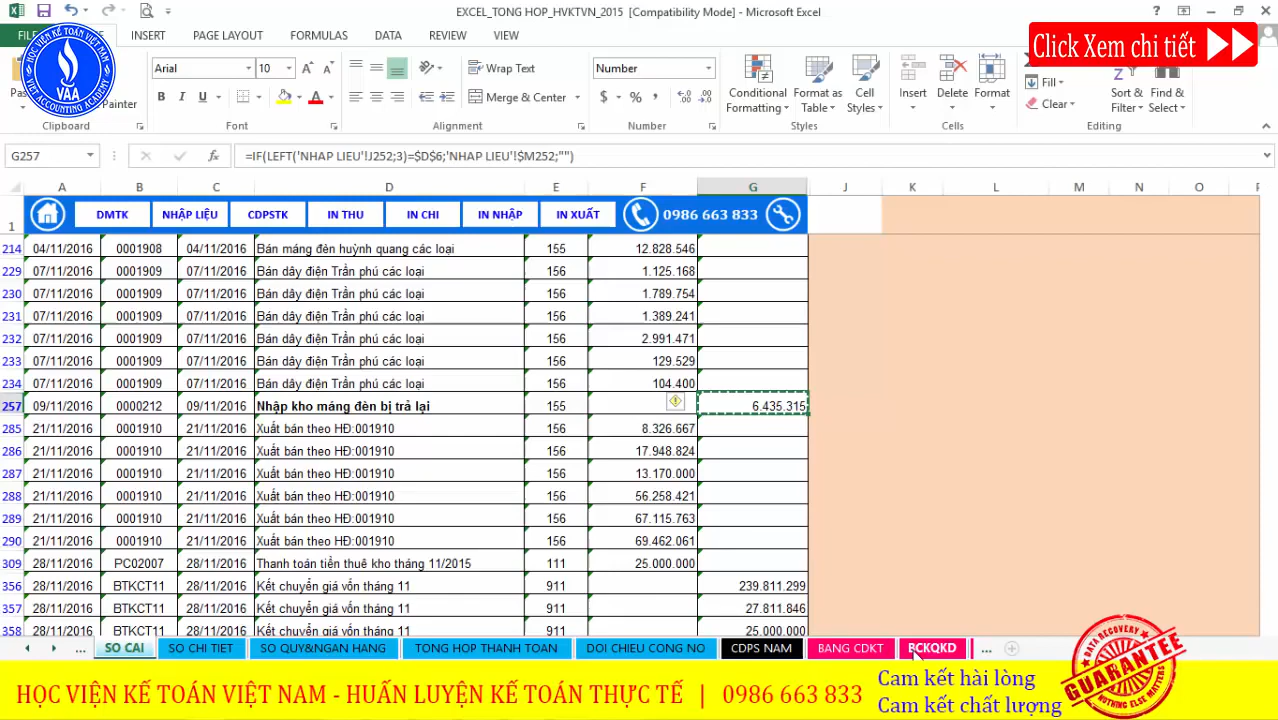 EXCEL_TONG HOP_HVKTVN_2015 [Compatibility Mode] - Microsoft Excel
INSERT PAGE LAYOUT FORMULAS DATA REVIEW VIEW
HỌC VIỆN KẾ TOÁN VIỆT NAM
VAA
VIET ACCOUNTING ACADEMY
Click Xem chi tiết
Arial 10 Wrap Text Number
Painter Merge & Center
Conditional Formatting Format as Table Cell Styles Insert Delete Format Fill Clear Sort & Filter Find & Select
Clipboard Font Alignment Number Styles Cells Editing
G257 =IF(LEFT('NHAP LIEU'!J252;3)=$D$6;'NHAP LIEU'!$M252;"")
A B C D E F G J K L M N O
1 DMTK NHẬP LIỆU CDPSTK IN THU IN CHI IN NHẬP IN XUẤT 0986 663 833
214 04/11/2016 0001908 04/11/2016 Bán máng đèn huỳnh quang các loại 155 12.828.546
229 07/11/2016 0001909 07/11/2016 Bán dây điện Trần phú các loại 156 1.125.168
230 07/11/2016 0001909 07/11/2016 Bán dây điện Trần phú các loại 156 1.789.754
231 07/11/2016 0001909 07/11/2016 Bán dây điện Trần phú các loại 156 1.389.241
232 07/11/2016 0001909 07/11/2016 Bán dây điện Trần phú các loại 156 2.991.471
233 07/11/2016 0001909 07/11/2016 Bán dây điện Trần phú các loại 156 129.529
234 07/11/2016 0001909 07/11/2016 Bán dây điện Trần phú các loại 156 104.400
257 09/11/2016 0000212 09/11/2016 Nhập kho máng đèn bị trả lại 155 6.435.315
285 21/11/2016 0001910 21/11/2016 Xuất bán theo HĐ:001910 156 8.326.667
286 21/11/2016 0001910 21/11/2016 Xuất bán theo HĐ:001910 156 17.948.824
287 21/11/2016 0001910 21/11/2016 Xuất bán theo HĐ:001910 156 13.170.000
288 21/11/2016 0001910 21/11/2016 Xuất bán theo HĐ:001910 156 56.258.421
289 21/11/2016 0001910 21/11/2016 Xuất bán theo HĐ:001910 156 67.115.763
290 21/11/2016 0001910 21/11/2016 Xuất bán theo HĐ:001910 156 69.462.061
309 28/11/2016 PC02007 28/11/2016 Thanh toán tiền thuê kho tháng 11/2015 111 25.000.000
356 28/11/2016 BTKCT11 28/11/2016 Kết chuyển giá vốn tháng 11 911 239.811.299
357 28/11/2016 BTKCT11 28/11/2016 Kết chuyển giá vốn tháng 11 911 27.811.846
358 28/11/2016 BTKCT11 28/11/2016 Kết chuyển giá vốn tháng 11 911 25.000.000
... SO CAI SO CHI TIET SO QUY&NGAN HANG TONG HOP THANH TOAN DOI CHIEU CONG NO CDPS NAM BANG CDKT BCKQKD ...
HỌC VIỆN KẾ TOÁN VIỆT NAM - HUẤN LUYỆN KẾ TOÁN THỰC TẾ | 0986 663 833
Cam kết hài lòng
Cam kết chất lượng
DATA RECOVERY
GUARANTEE
NOTHING ELSE MATTERS